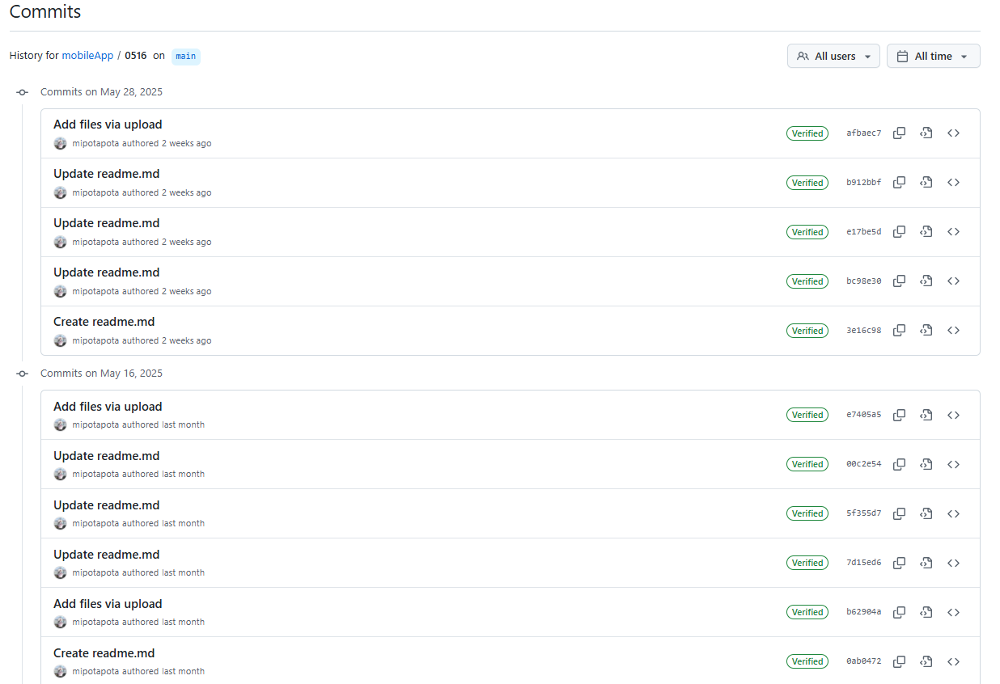 Commits
History for mobileApp / 0516 on main
All users
All time
Commits on May 28, 2025
Add files via upload
mipotapota authored 2 weeks ago
Verified
afbaec7
Update readme.md
mipotapota authored 2 weeks ago
Verified
b912bbf
Update readme.md
mipotapota authored 2 weeks ago
Verified
e17be5d
Update readme.md
mipotapota authored 2 weeks ago
Verified
bc98e30
Create readme.md
mipotapota authored 2 weeks ago
Verified
3e16c98
Commits on May 16, 2025
Add files via upload
mipotapota authored last month
Verified
e7405a5
Update readme.md
mipotapota authored last month
Verified
00c2e54
Update readme.md
mipotapota authored last month
Verified
5f355d7
Update readme.md
mipotapota authored last month
Verified
7d15ed6
Add files via upload
mipotapota authored last month
Verified
b62904a
Create readme.md
mipotapota authored last month
Verified
0ab0472